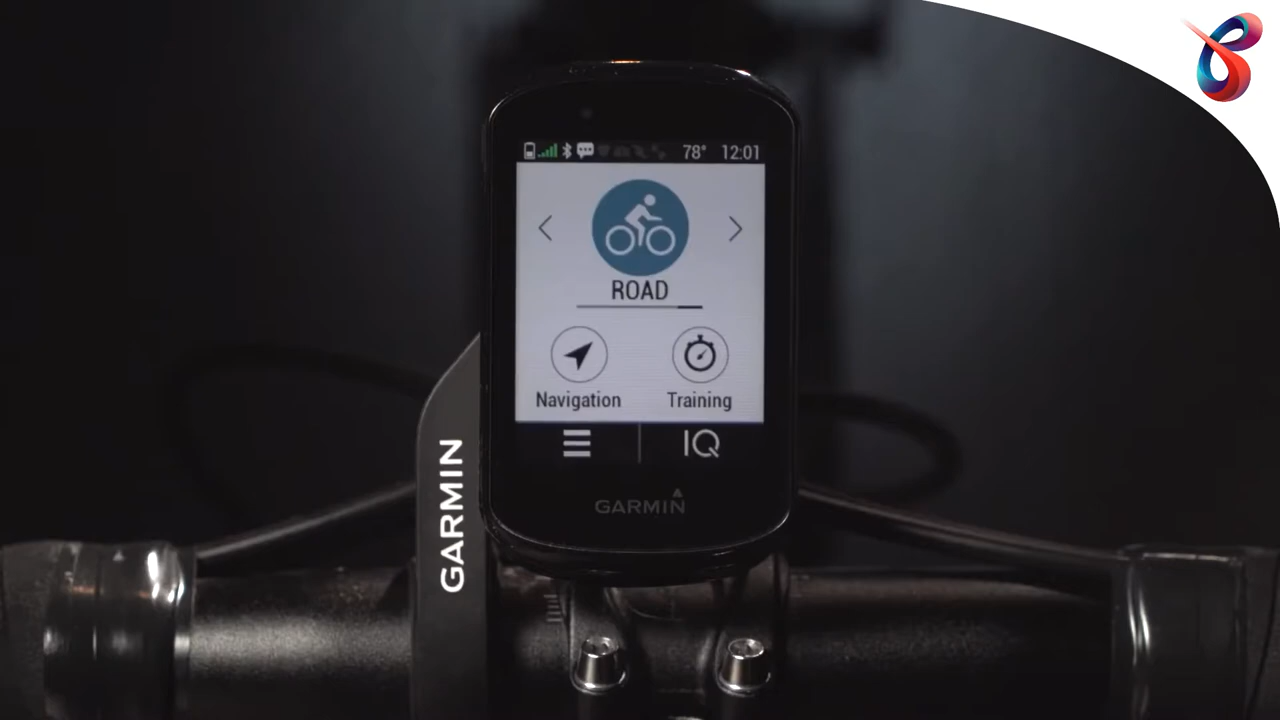 78° 12:01
ROAD
Navigation Training
IQ
GARMIN
GARMIN